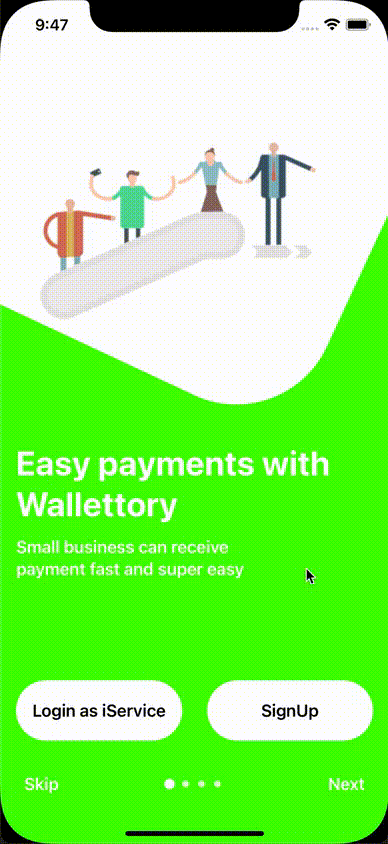 9:47
Easy payments with
Wallettory
Small business can receive
payment fast and super easy
Login as iService
SignUp
Skip
Next